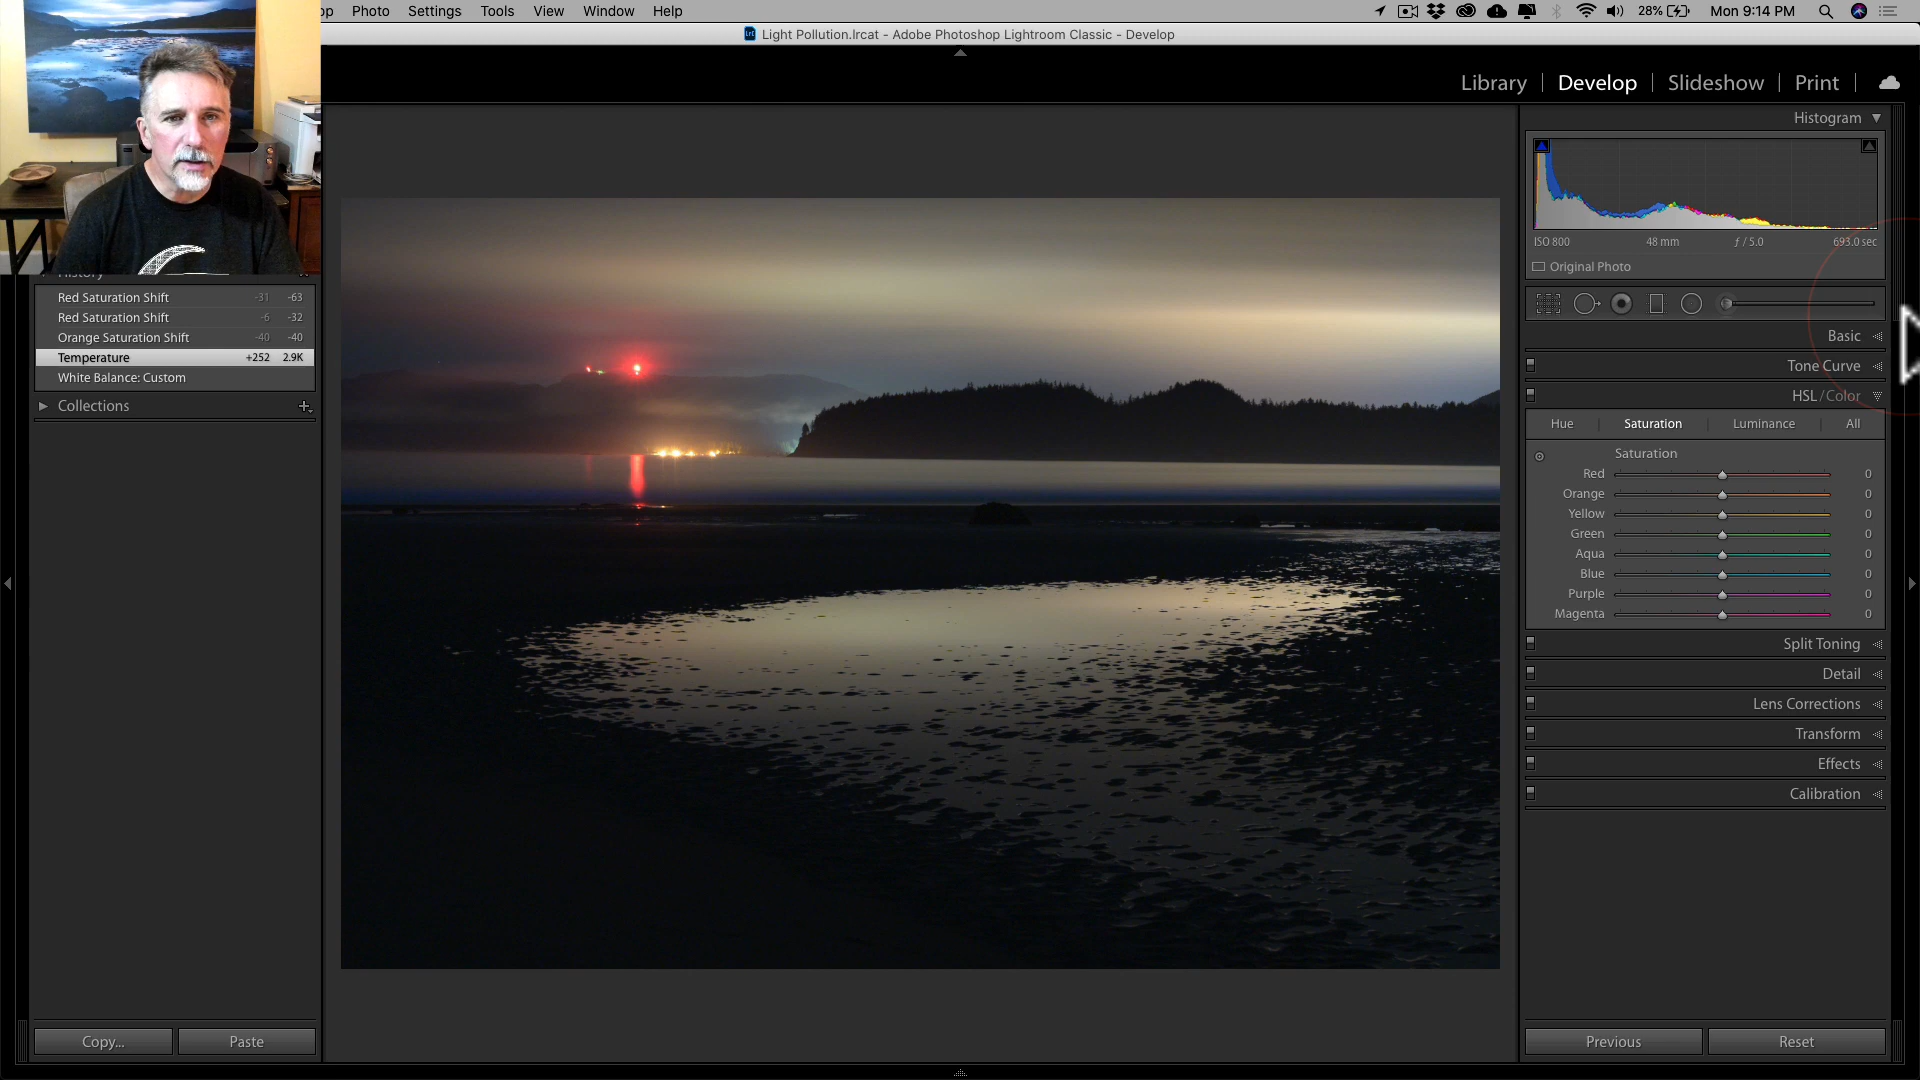 op Photo Settings Tools View Window Help 28% Mon 9:14 PM
LrC Light Pollution.lrcat - Adobe Photoshop Lightroom Classic - Develop
Library | Develop | Slideshow | Print |
Histogram
ISO 800 48 mm ƒ / 5.0 693.0 sec
Original Photo
History
Red Saturation Shift -31 -63
Red Saturation Shift -6 -32
Orange Saturation Shift -40 -40
Temperature +252 2.9K
White Balance: Custom
Collections
Basic
Tone Curve
HSL / Color
Hue | Saturation | Luminance | All
Saturation
Red 0
Orange 0
Yellow 0
Green 0
Aqua 0
Blue 0
Purple 0
Magenta 0
Split Toning
Detail
Lens Corrections
Transform
Effects
Calibration
Copy... Paste
Previous Reset